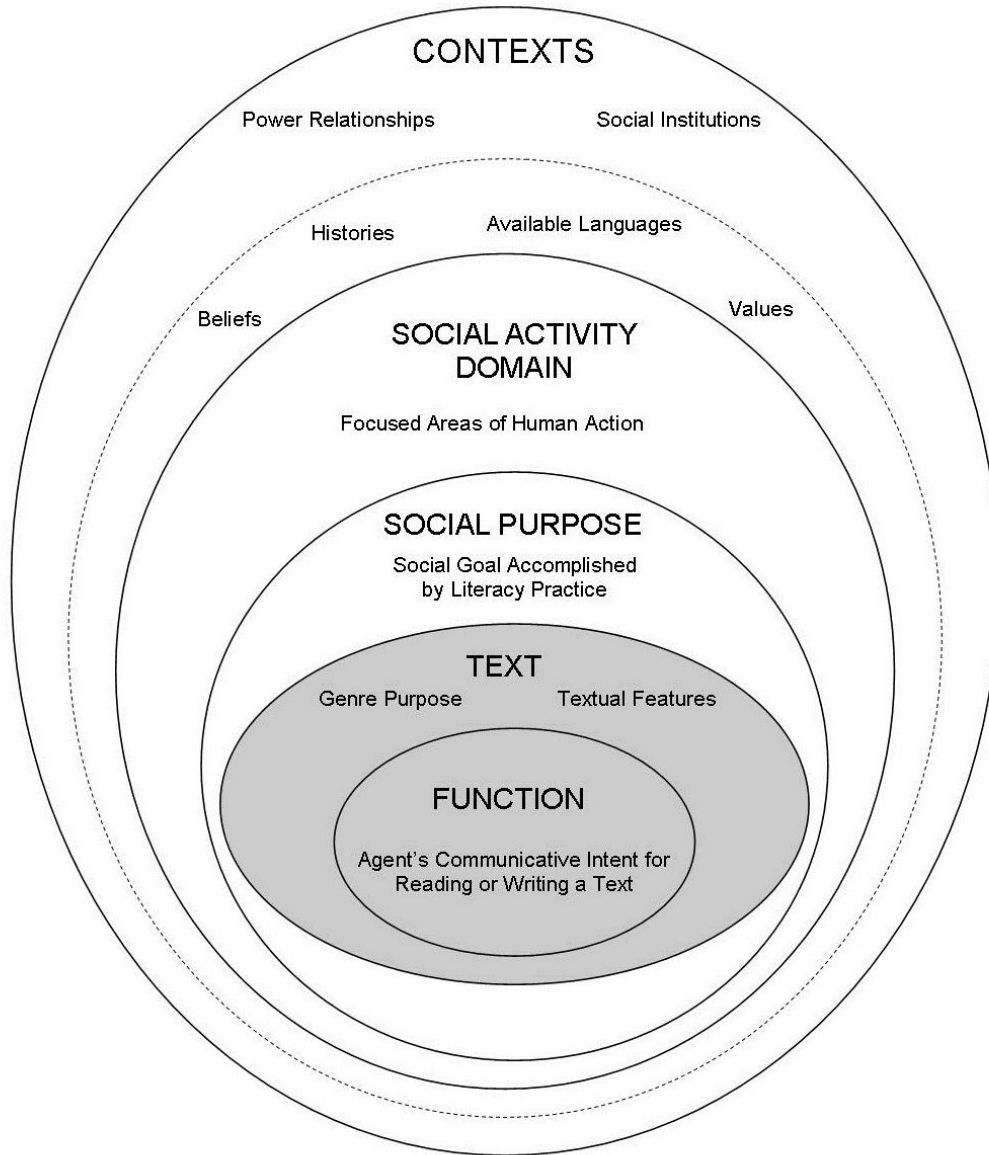 CONTEXTS
Power Relationships
Social Institutions
Histories
Available Languages
Beliefs
Values
SOCIAL ACTIVITY
DOMAIN
Focused Areas of Human Action
SOCIAL PURPOSE
Social Goal Accomplished
by Literacy Practice
TEXT
Genre Purpose
Textual Features
FUNCTION
Agent's Communicative Intent for
Reading or Writing a Text